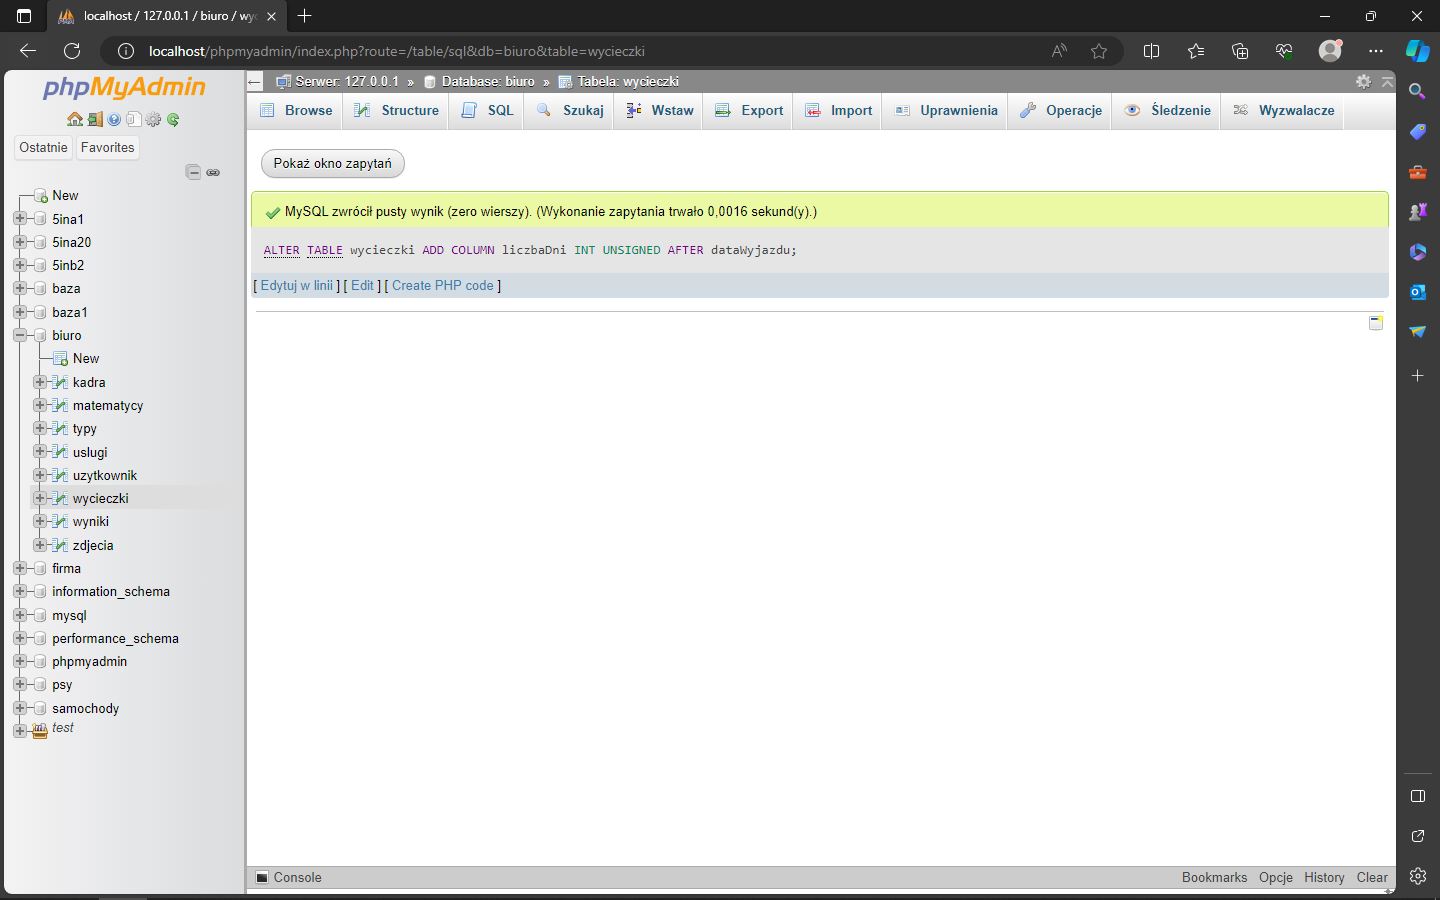 localhost / 127.0.0.1 / biuro / wyc
localhost/phpmyadmin/index.php?route=/table/sql&db=biuro&table=wycieczki
phpMyAdmin
Ostatnie Favorites
New
5ina1
5ina20
5inb2
baza
baza1
biuro
New
kadra
matematycy
typy
uslugi
uzytkownik
wycieczki
wyniki
zdjecia
firma
information_schema
mysql
performance_schema
phpmyadmin
psy
samochody
test
Serwer: 127.0.0.1 » Database: biuro » Tabela: wycieczki
Browse Structure SQL Szukaj Wstaw Export Import Uprawnienia Operacje Śledzenie Wyzwalacze
Pokaż okno zapytań
MySQL zwrócił pusty wynik (zero wierszy). (Wykonanie zapytania trwało 0,0016 sekund(y).)
ALTER TABLE wycieczki ADD COLUMN liczbaDni INT UNSIGNED AFTER dataWyjazdu;
[ Edytuj w linii ] [ Edit ] [ Create PHP code ]
Console Bookmarks Opcje History Clear